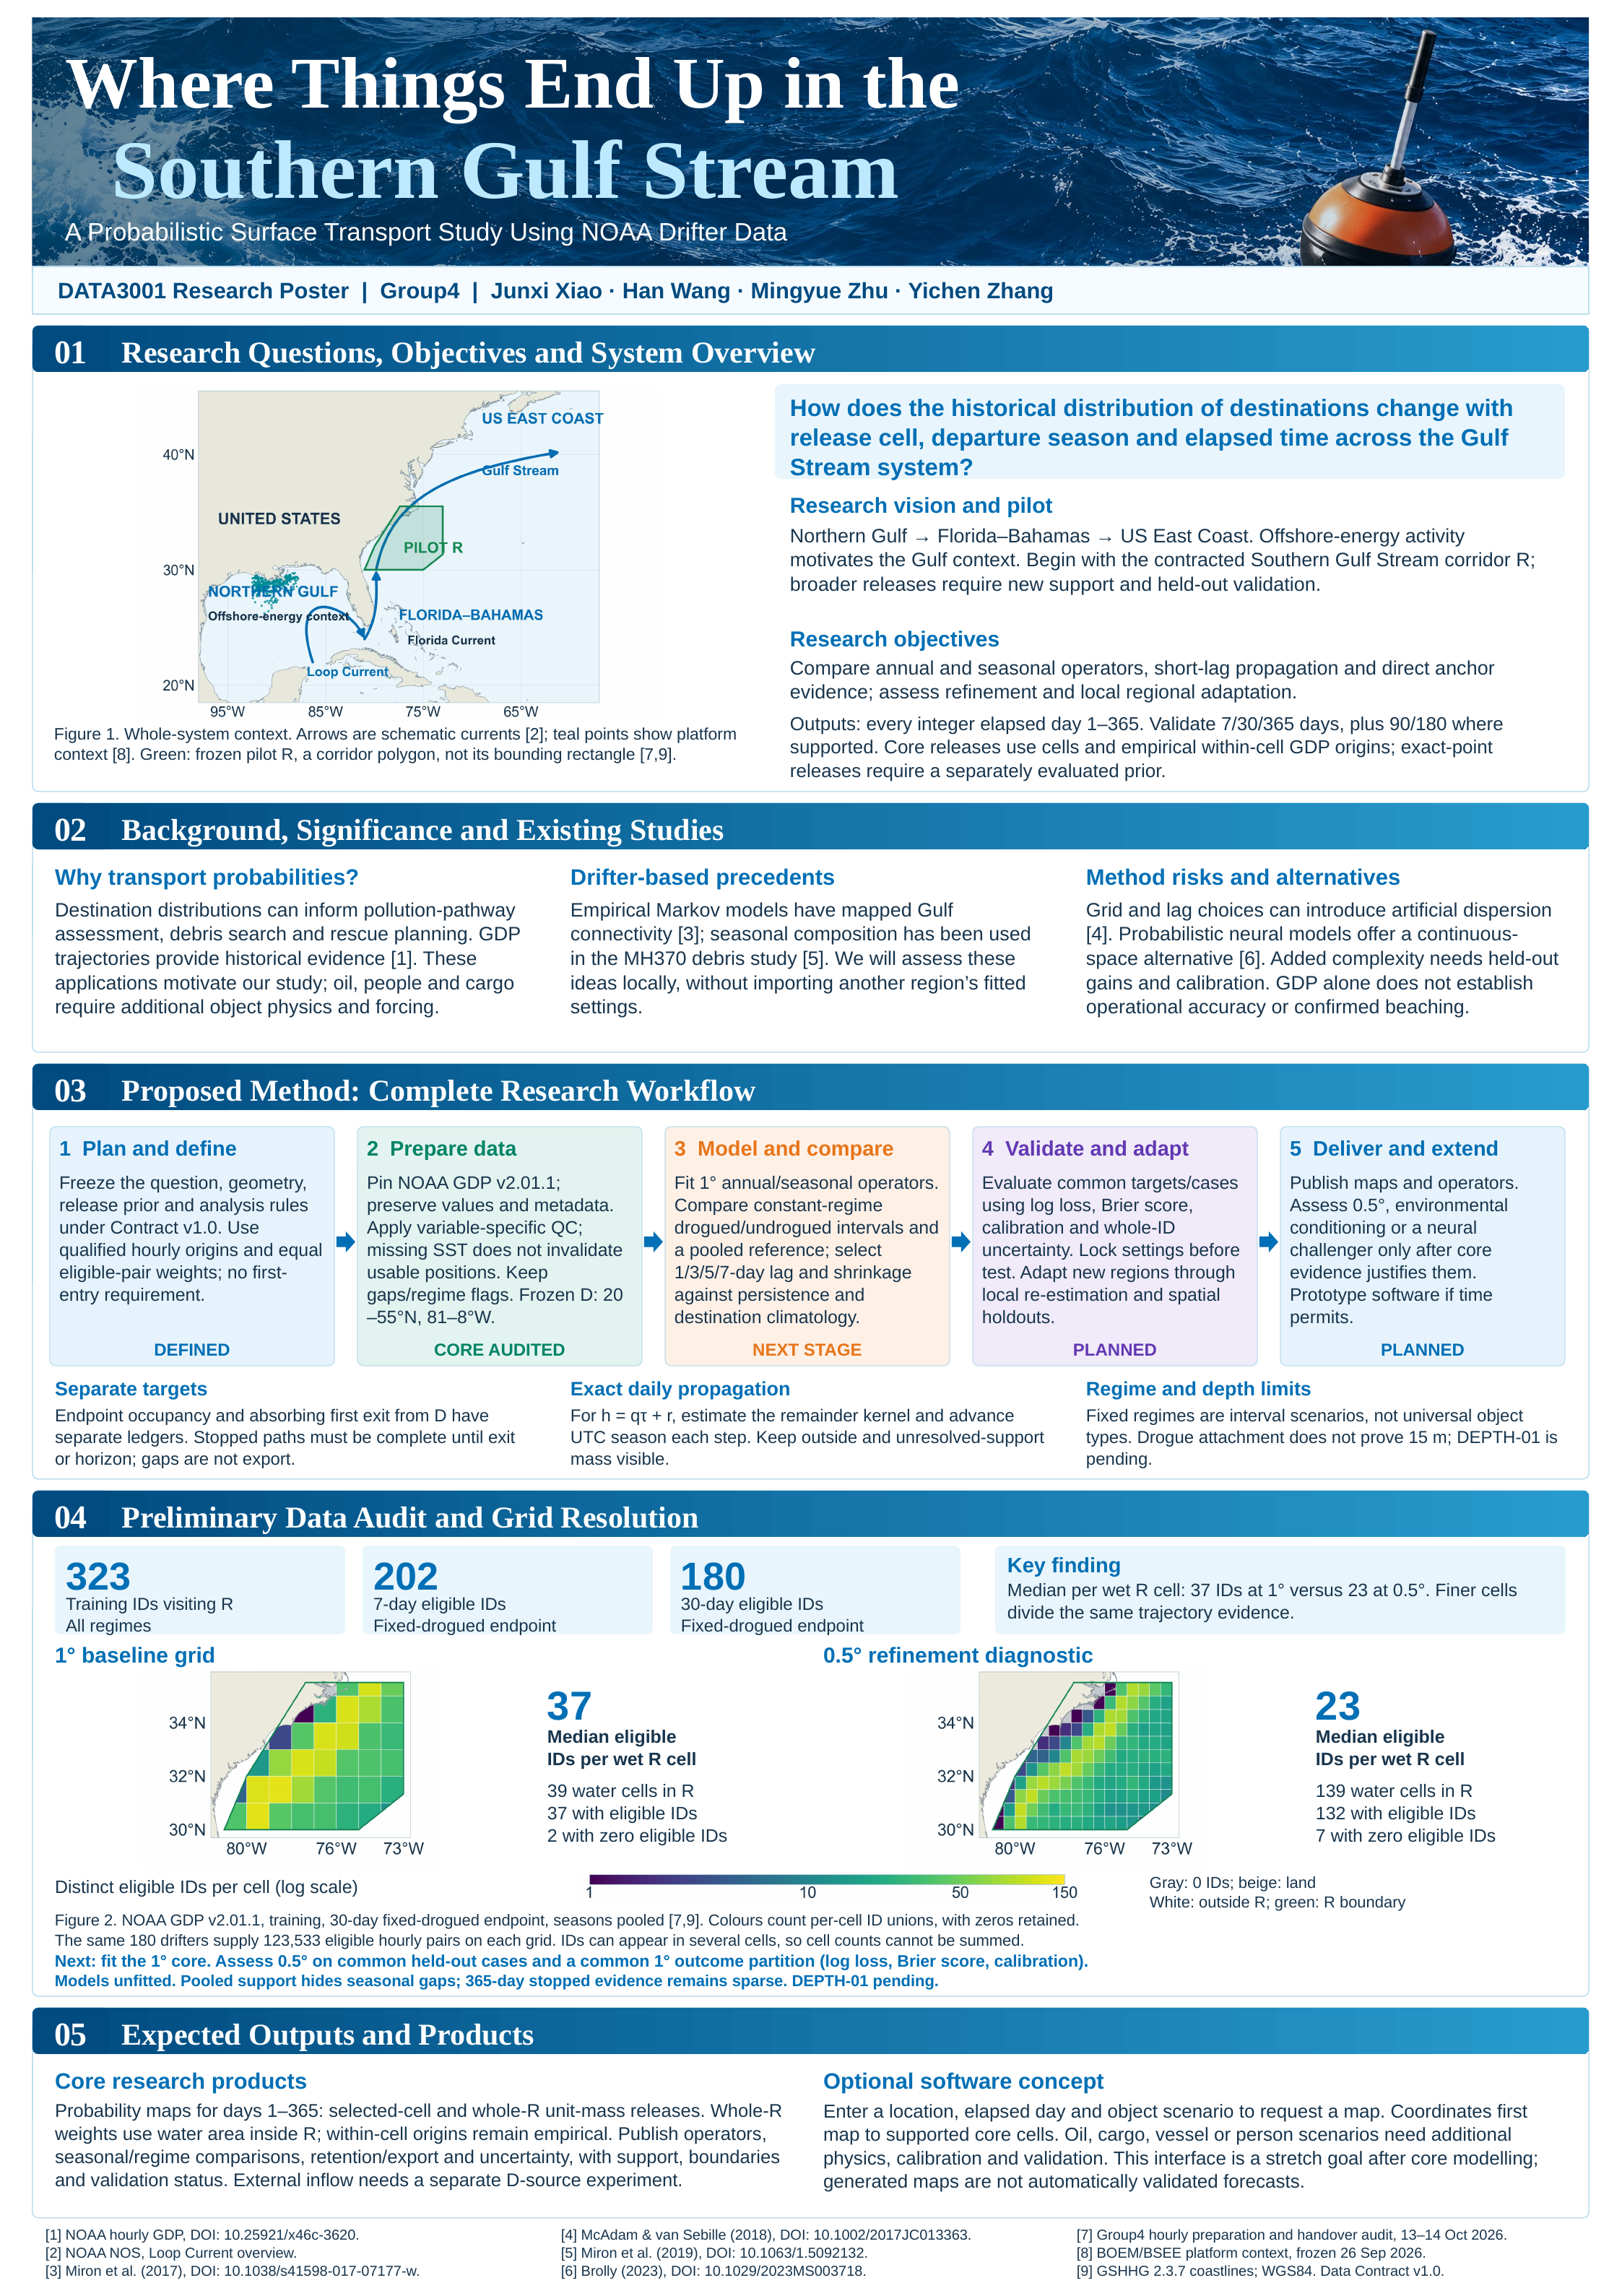 Where Things End Up in the
Southern Gulf Stream
A Probabilistic Surface Transport Study Using NOAA Drifter Data
DATA3001 Research Poster | Group4 | Junxi Xiao · Han Wang · Mingyue Zhu · Yichen Zhang
01 Research Questions, Objectives and System Overview
US EAST COAST
40°N
Gulf Stream
UNITED STATES
PILOT R
30°N
NORTHERN GULF
Offshore-energy context
FLORIDA–BAHAMAS
Florida Current
Loop Current
20°N
95°W 85°W 75°W 65°W
Figure 1. Whole-system context. Arrows are schematic currents [2]; teal points show platform
context [8]. Green: frozen pilot R, a corridor polygon, not its bounding rectangle [7,9].
How does the historical distribution of destinations change with
release cell, departure season and elapsed time across the Gulf
Stream system?
Research vision and pilot
Northern Gulf → Florida–Bahamas → US East Coast. Offshore-energy activity
motivates the Gulf context. Begin with the contracted Southern Gulf Stream corridor R;
broader releases require new support and held-out validation.
Research objectives
Compare annual and seasonal operators, short-lag propagation and direct anchor
evidence; assess refinement and local regional adaptation.
Outputs: every integer elapsed day 1–365. Validate 7/30/365 days, plus 90/180 where
supported. Core releases use cells and empirical within-cell GDP origins; exact-point
releases require a separately evaluated prior.
02 Background, Significance and Existing Studies
Why transport probabilities?
Destination distributions can inform pollution-pathway
assessment, debris search and rescue planning. GDP
trajectories provide historical evidence [1]. These
applications motivate our study; oil, people and cargo
require additional object physics and forcing.
Drifter-based precedents
Empirical Markov models have mapped Gulf
connectivity [3]; seasonal composition has been used
in the MH370 debris study [5]. We will assess these
ideas locally, without importing another region’s fitted
settings.
Method risks and alternatives
Grid and lag choices can introduce artificial dispersion
[4]. Probabilistic neural models offer a continuous-
space alternative [6]. Added complexity needs held-out
gains and calibration. GDP alone does not establish
operational accuracy or confirmed beaching.
03 Proposed Method: Complete Research Workflow
1 Plan and define
Freeze the question, geometry,
release prior and analysis rules
under Contract v1.0. Use
qualified hourly origins and equal
eligible-pair weights; no first-
entry requirement.
DEFINED
2 Prepare data
Pin NOAA GDP v2.01.1;
preserve values and metadata.
Apply variable-specific QC;
missing SST does not invalidate
usable positions. Keep
gaps/regime flags. Frozen D: 20
–55°N, 81–8°W.
CORE AUDITED
3 Model and compare
Fit 1° annual/seasonal operators.
Compare constant-regime
drogued/undrogued intervals and
a pooled reference; select
1/3/5/7-day lag and shrinkage
against persistence and
destination climatology.
NEXT STAGE
4 Validate and adapt
Evaluate common targets/cases
using log loss, Brier score,
calibration and whole-ID
uncertainty. Lock settings before
test. Adapt new regions through
local re-estimation and spatial
holdouts.
PLANNED
5 Deliver and extend
Publish maps and operators.
Assess 0.5°, environmental
conditioning or a neural
challenger only after core
evidence justifies them.
Prototype software if time
permits.
PLANNED
Separate targets
Endpoint occupancy and absorbing first exit from D have
separate ledgers. Stopped paths must be complete until exit
or horizon; gaps are not export.
Exact daily propagation
For h = qτ + r, estimate the remainder kernel and advance
UTC season each step. Keep outside and unresolved-support
mass visible.
Regime and depth limits
Fixed regimes are interval scenarios, not universal object
types. Drogue attachment does not prove 15 m; DEPTH-01 is
pending.
04 Preliminary Data Audit and Grid Resolution
323
Training IDs visiting R
All regimes
202
7-day eligible IDs
Fixed-drogued endpoint
180
30-day eligible IDs
Fixed-drogued endpoint
Key finding
Median per wet R cell: 37 IDs at 1° versus 23 at 0.5°. Finer cells
divide the same trajectory evidence.
1° baseline grid
34°N
32°N
30°N
80°W 76°W 73°W
37
Median eligible
IDs per wet R cell
39 water cells in R
37 with eligible IDs
2 with zero eligible IDs
0.5° refinement diagnostic
34°N
32°N
30°N
80°W 76°W 73°W
23
Median eligible
IDs per wet R cell
139 water cells in R
132 with eligible IDs
7 with zero eligible IDs
Distinct eligible IDs per cell (log scale)
1 10 50 150
Gray: 0 IDs; beige: land
White: outside R; green: R boundary
Figure 2. NOAA GDP v2.01.1, training, 30-day fixed-drogued endpoint, seasons pooled [7,9]. Colours count per-cell ID unions, with zeros retained.
The same 180 drifters supply 123,533 eligible hourly pairs on each grid. IDs can appear in several cells, so cell counts cannot be summed.
Next: fit the 1° core. Assess 0.5° on common held-out cases and a common 1° outcome partition (log loss, Brier score, calibration).
Models unfitted. Pooled support hides seasonal gaps; 365-day stopped evidence remains sparse. DEPTH-01 pending.
05 Expected Outputs and Products
Core research products
Probability maps for days 1–365: selected-cell and whole-R unit-mass releases. Whole-R
weights use water area inside R; within-cell origins remain empirical. Publish operators,
seasonal/regime comparisons, retention/export and uncertainty, with support, boundaries
and validation status. External inflow needs a separate D-source experiment.
Optional software concept
Enter a location, elapsed day and object scenario to request a map. Coordinates first
map to supported core cells. Oil, cargo, vessel or person scenarios need additional
physics, calibration and validation. This interface is a stretch goal after core modelling;
generated maps are not automatically validated forecasts.
[1] NOAA hourly GDP, DOI: 10.25921/x46c-3620.
[2] NOAA NOS, Loop Current overview.
[3] Miron et al. (2017), DOI: 10.1038/s41598-017-07177-w.
[4] McAdam & van Sebille (2018), DOI: 10.1002/2017JC013363.
[5] Miron et al. (2019), DOI: 10.1063/1.5092132.
[6] Brolly (2023), DOI: 10.1029/2023MS003718.
[7] Group4 hourly preparation and handover audit, 13–14 Oct 2026.
[8] BOEM/BSEE platform context, frozen 26 Sep 2026.
[9] GSHHG 2.3.7 coastlines; WGS84. Data Contract v1.0.